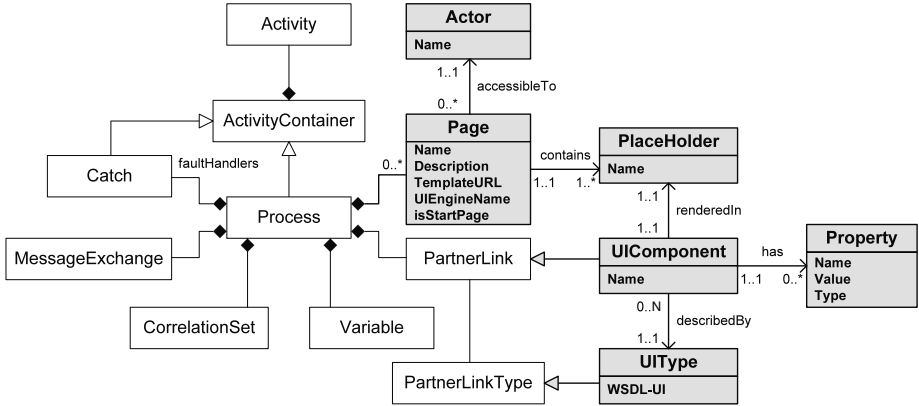 Activity
Actor
Name
1..1
accessibleTo
0..*
ActivityContainer
Page
Name
Description
TemplateURL
UIEngineName
isStartPage
PlaceHolder
Name
contains
1..1
1..*
faultHandlers
Catch
0..*
Process
1..1
renderedIn
1..1
MessageExchange
PartnerLink
UIComponent
Name
has
1..1
0..*
Property
Name
Value
Type
CorrelationSet
Variable
0..N
describedBy
1..1
PartnerLinkType
UIType
WSDL-UI